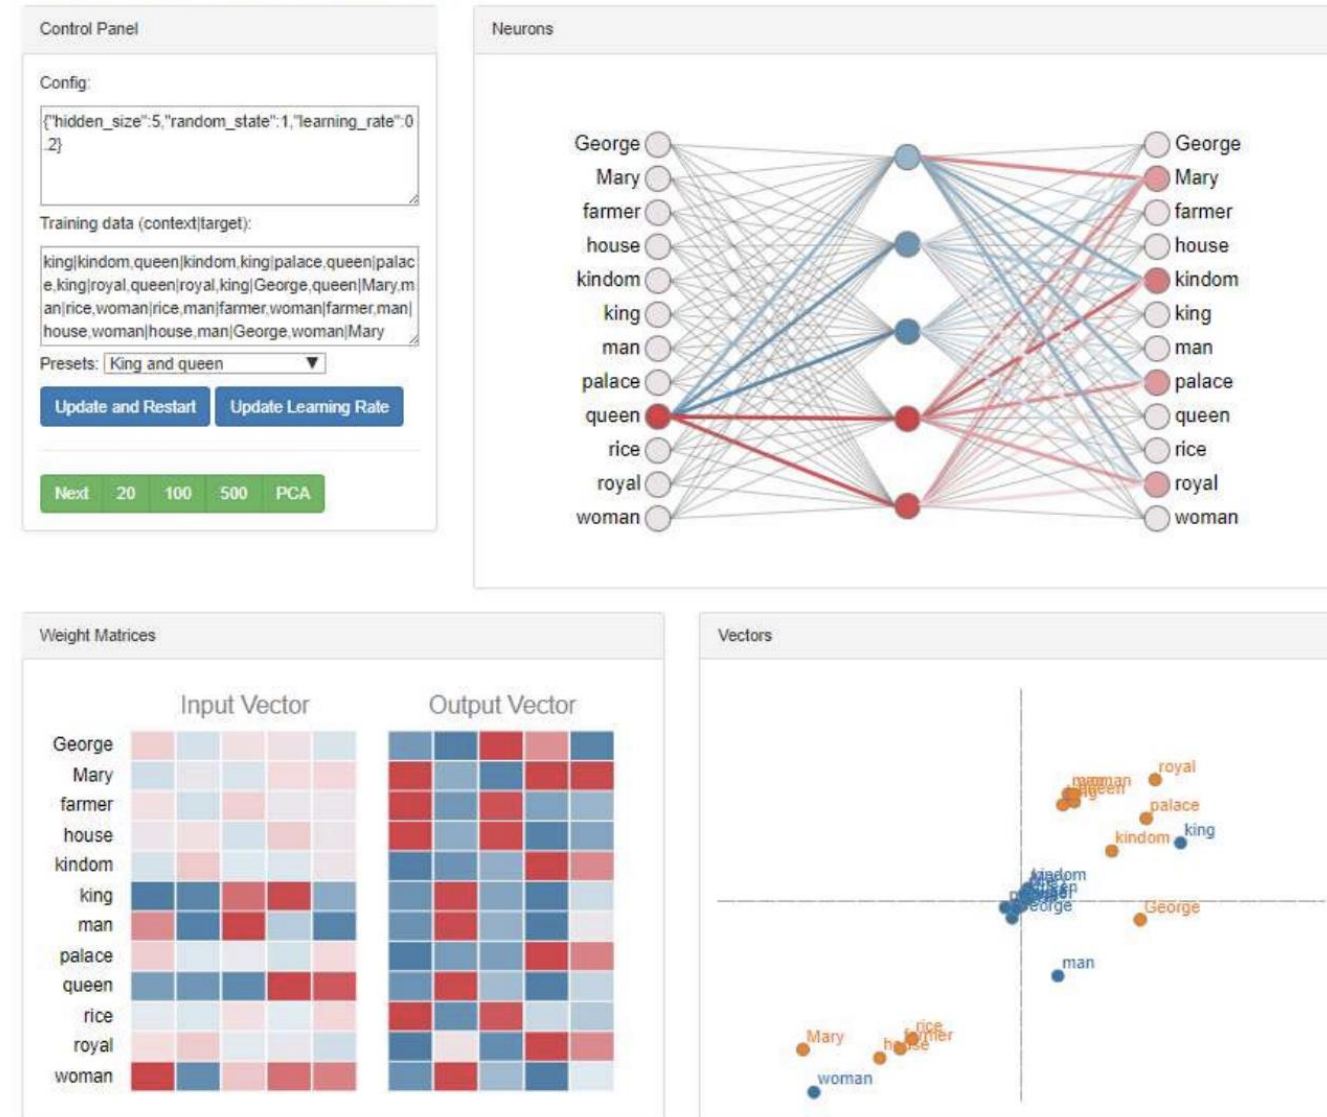 Control Panel
Config:
{"hidden_size":5,"random_state":1,"learning_rate":0
.2}
Training data (context|target):
king|kindom,queen|kindom,king|palace,queen|palac
e,king|royal,queen|royal,king|George,queen|Mary,m
an|rice,woman|rice,man|farmer,woman|farmer,man|
house,woman|house,man|George,woman|Mary
Presets: King and queen
Update and Restart Update Learning Rate
Next 20 100 500 PCA
Neurons
George George
Mary Mary
farmer farmer
house house
kindom kindom
king king
man man
palace palace
queen queen
rice rice
royal royal
woman woman
Weight Matrices
Input Vector Output Vector
George
Mary
farmer
house
kindom
king
man
palace
queen
rice
royal
woman
Vectors
royal
palace
kindom king
kindom
George
man
rice
Mary
woman